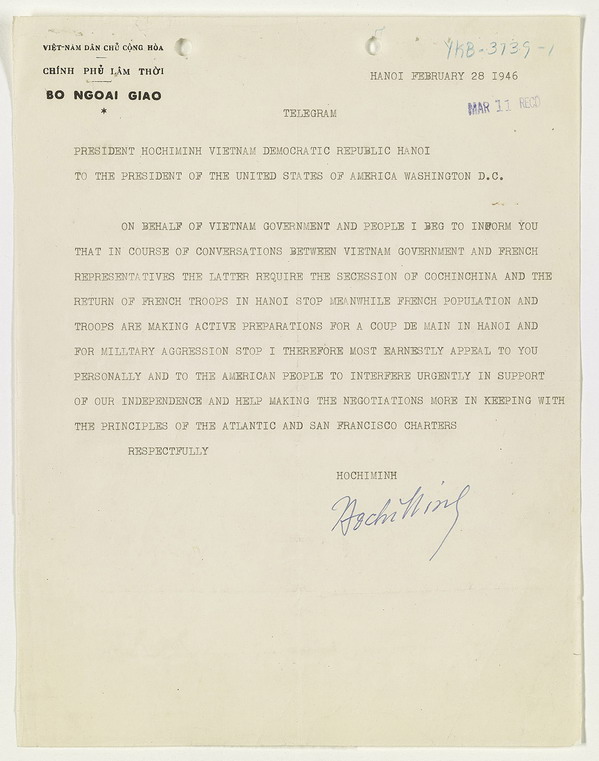 VIỆT-NAM DÂN CHỦ CỘNG HÒA
CHÍNH PHỦ LÂM THỜI
BO NGOAI GIAO
*
YKB-3739-1
HANOI FEBRUARY 28 1946
MAR 11 RECD
TELEGRAM
PRESIDENT HOCHIMINH VIETNAM DEMOCRATIC REPUBLIC HANOI
TO THE PRESIDENT OF THE UNITED STATES OF AMERICA WASHINGTON D.C.
ON BEHALF OF VIETNAM GOVERNMENT AND PEOPLE I BEG TO INFORM YOU
THAT IN COURSE OF CONVERSATIONS BETWEEN VIETNAM GOVERNMENT AND FRENCH
REPRESENTATIVES THE LATTER REQUIRE THE SECESSION OF COCHINCHINA AND THE
RETURN OF FRENCH TROOPS IN HANOI STOP MEANWHILE FRENCH POPULATION AND
TROOPS ARE MAKING ACTIVE PREPARATIONS FOR A COUP DE MAIN IN HANOI AND
FOR MILLTARY AGGRESSION STOP I THEREFORE MOST EARNESTLY APPEAL TO YOU
PERSONALLY AND TO THE AMERICAN PEOPLE TO INTERFERE URGENTLY IN SUPPORT
OF OUR INDEPENDENCE AND HELP MAKING THE NEGOTIATIONS MORE IN KEEPING WITH
THE PRINCIPLES OF THE ATLANTIC AND SAN FRANCISCO CHARTERS
RESPECTFULLY
HOCHIMINH
Hochiminh